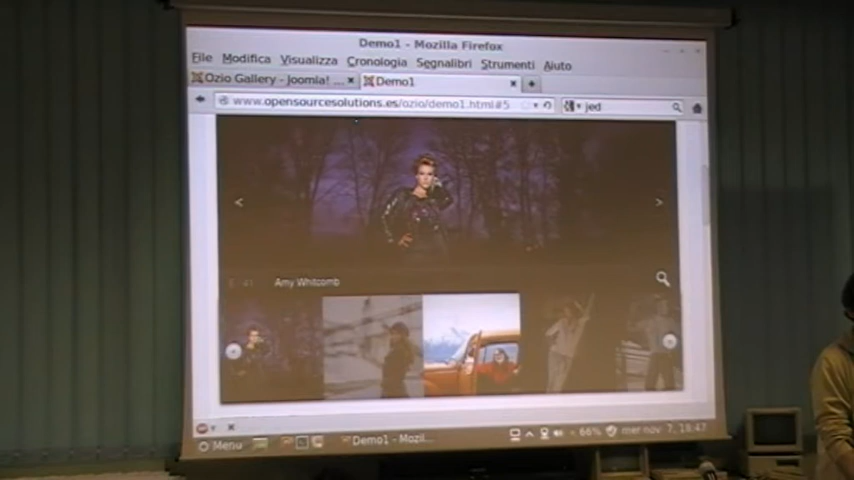 Demo1 - Mozilla Firefox
File Modifica Visualizza Cronologia Segnalibri Strumenti Aiuto
Ozio Gallery - Joomla! ... Demo1
www.opensourcesolutions.es/ozio/demo1.html#5 jed
< >
Amy Whitcomb
Menu Demo1 - Mozil... 66% mer nov 7, 18:47